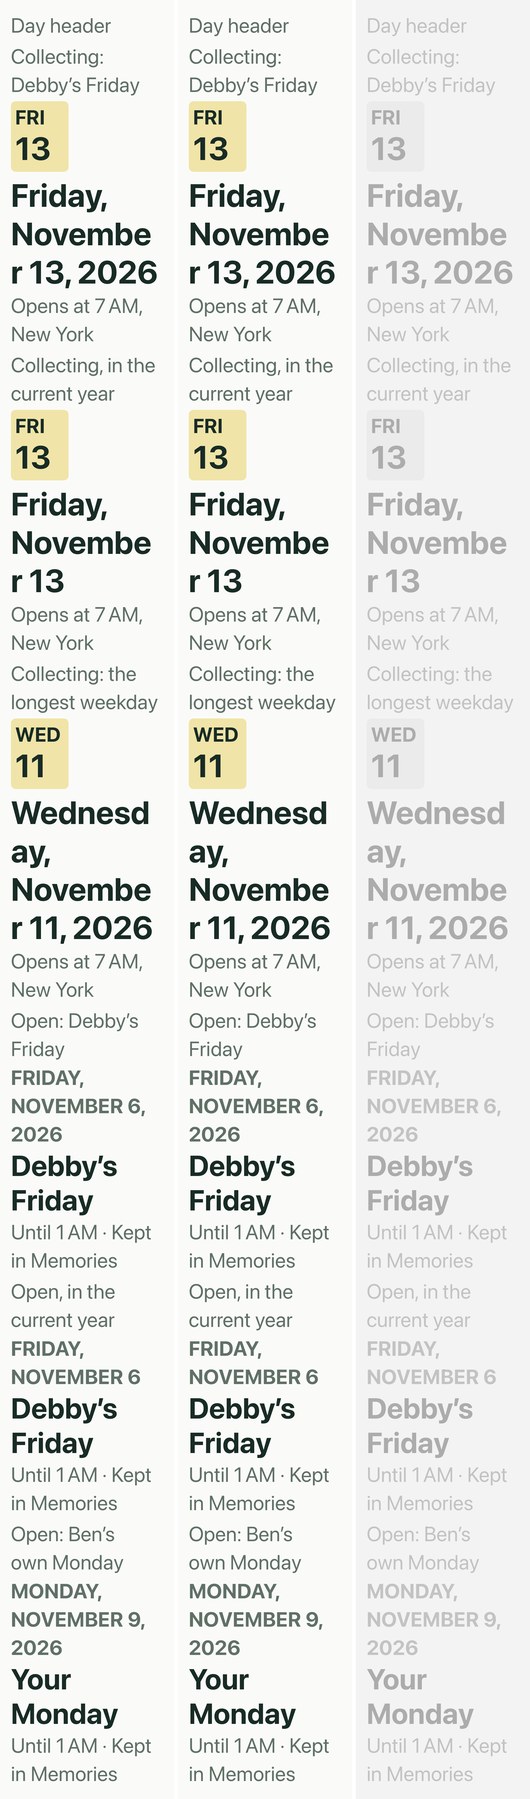 Day header
Collecting:
Debby’s Friday
FRI
13
Friday,
Novembe
r 13, 2026
Opens at 7 AM,
New York
Collecting, in the
current year
FRI
13
Friday,
Novembe
r 13
Opens at 7 AM,
New York
Collecting: the
longest weekday
WED
11
Wednesd
ay,
Novembe
r 11, 2026
Opens at 7 AM,
New York
Open: Debby’s
Friday
FRIDAY,
NOVEMBER 6,
2026
Debby’s
Friday
Until 1 AM · Kept
in Memories
Open, in the
current year
FRIDAY,
NOVEMBER 6
Debby’s
Friday
Until 1 AM · Kept
in Memories
Open: Ben’s
own Monday
MONDAY,
NOVEMBER 9,
2026
Your
Monday
Until 1 AM · Kept
in Memories
Day header
Collecting:
Debby’s Friday
FRI
13
Friday,
Novembe
r 13, 2026
Opens at 7 AM,
New York
Collecting, in the
current year
FRI
13
Friday,
Novembe
r 13
Opens at 7 AM,
New York
Collecting: the
longest weekday
WED
11
Wednesd
ay,
Novembe
r 11, 2026
Opens at 7 AM,
New York
Open: Debby’s
Friday
FRIDAY,
NOVEMBER 6,
2026
Debby’s
Friday
Until 1 AM · Kept
in Memories
Open, in the
current year
FRIDAY,
NOVEMBER 6
Debby’s
Friday
Until 1 AM · Kept
in Memories
Open: Ben’s
own Monday
MONDAY,
NOVEMBER 9,
2026
Your
Monday
Until 1 AM · Kept
in Memories
Day header
Collecting:
Debby’s Friday
FRI
13
Friday,
Novembe
r 13, 2026
Opens at 7 AM,
New York
Collecting, in the
current year
FRI
13
Friday,
Novembe
r 13
Opens at 7 AM,
New York
Collecting: the
longest weekday
WED
11
Wednesd
ay,
Novembe
r 11, 2026
Opens at 7 AM,
New York
Open: Debby’s
Friday
FRIDAY,
NOVEMBER 6,
2026
Debby’s
Friday
Until 1 AM · Kept
in Memories
Open, in the
current year
FRIDAY,
NOVEMBER 6
Debby’s
Friday
Until 1 AM · Kept
in Memories
Open: Ben’s
own Monday
MONDAY,
NOVEMBER 9,
2026
Your
Monday
Until 1 AM · Kept
in Memories